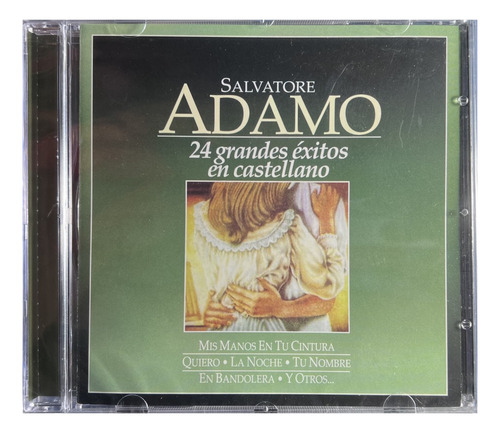 SALVATORE
ADAMO
24 grandes éxitos
en castellano
MIS MANOS EN TU CINTURA
QUIERO • LA NOCHE • TU NOMBRE
EN BANDOLERA • Y OTROS...